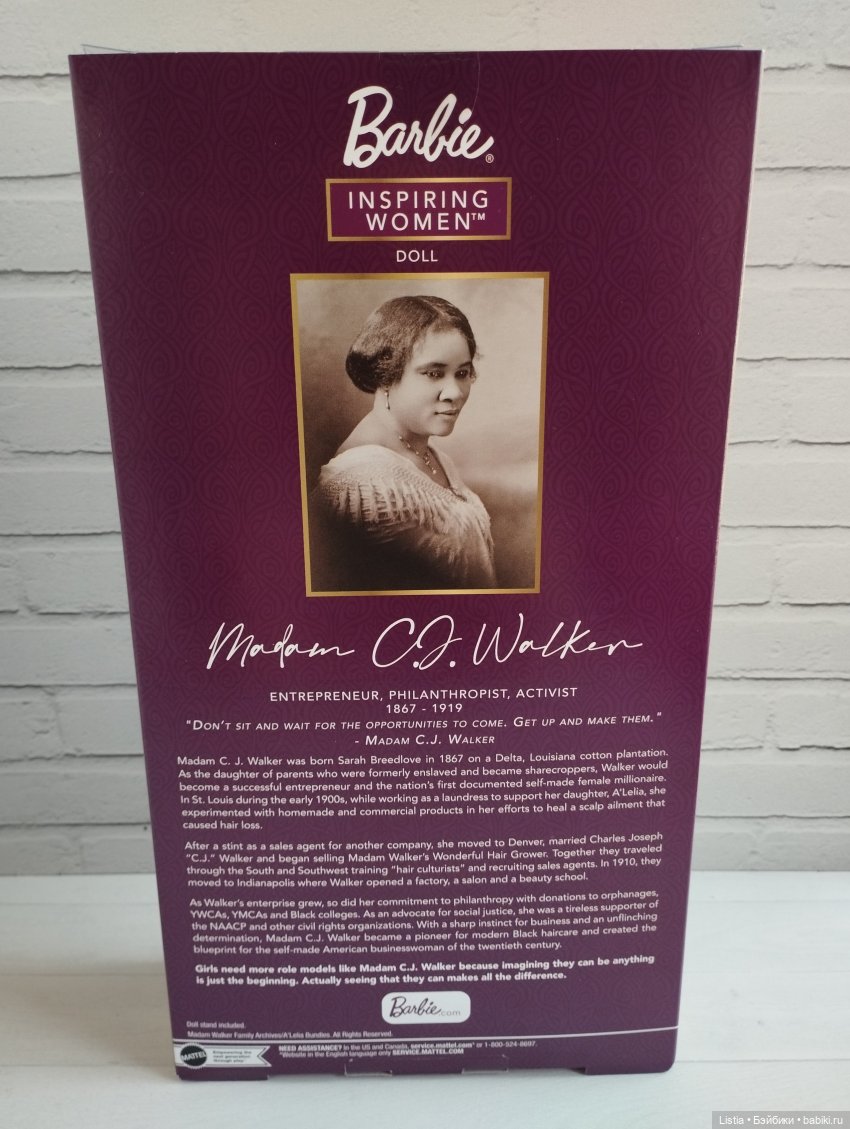 Barbie®
INSPIRING
WOMEN™
DOLL
Madam C.J. Walker
ENTREPRENEUR, PHILANTHROPIST, ACTIVIST
1867 - 1919
"DON'T SIT AND WAIT FOR THE OPPORTUNITIES TO COME. GET UP AND MAKE THEM."
- MADAM C.J. WALKER
Madam C. J. Walker was born Sarah Breedlove in 1867 on a Delta, Louisiana cotton plantation.
As the daughter of parents who were formerly enslaved and became sharecroppers, Walker would
become a successful entrepreneur and the nation's first documented self-made female millionaire.
In St. Louis during the early 1900s, while working as a laundress to support her daughter, A'Lelia, she
experimented with homemade and commercial products in her efforts to heal a scalp ailment that
caused hair loss.
After a stint as a sales agent for another company, she moved to Denver, married Charles Joseph
"C.J." Walker and began selling Madam Walker's Wonderful Hair Grower. Together they traveled
through the South and Southwest training "hair culturists" and recruiting sales agents. In 1910, they
moved to Indianapolis where Walker opened a factory, a salon and a beauty school.
As Walker's enterprise grew, so did her commitment to philanthropy with donations to orphanages,
YWCAs, YMCAs and Black colleges. As an advocate for social justice, she was a tireless supporter of
the NAACP and other civil rights organizations. With a sharp instinct for business and an unflinching
determination, Madam C.J. Walker became a pioneer for modern Black haircare and created the
blueprint for the self-made American businesswoman of the twentieth century.
Girls need more role models like Madam C.J. Walker because imagining they can be anything
is just the beginning. Actually seeing that they can makes all the difference.
Barbie.com
Doll stand included.
Madam Walker Family Archives/A'Lelia Bundles. All Rights Reserved.
MATTEL
Empowering the
next generation
through play™
NEED ASSISTANCE? In the US and Canada, service.mattel.com* or 1-800-524-8697.
*Website in the English language only SERVICE.MATTEL.COM
Listia • Бэйбики • babiki.ru